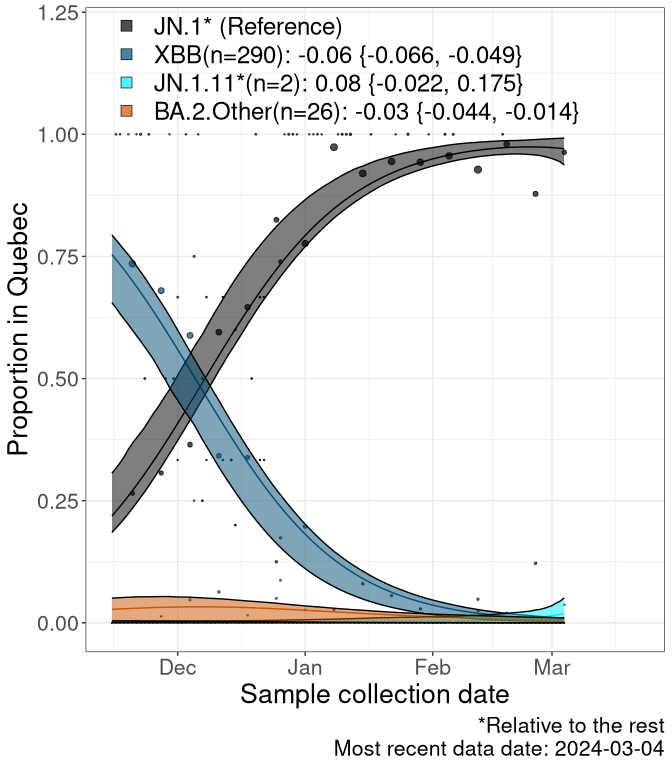 JN.1* (Reference)
XBB(n=290): -0.06 {-0.066, -0.049}
JN.1.11*(n=2): 0.08 {-0.022, 0.175}
BA.2.Other(n=26): -0.03 {-0.044, -0.014}
1.25
1.00
0.75
0.50
0.25
0.00
Proportion in Quebec
Dec Jan Feb Mar
Sample collection date
*Relative to the rest
Most recent data date: 2024-03-04